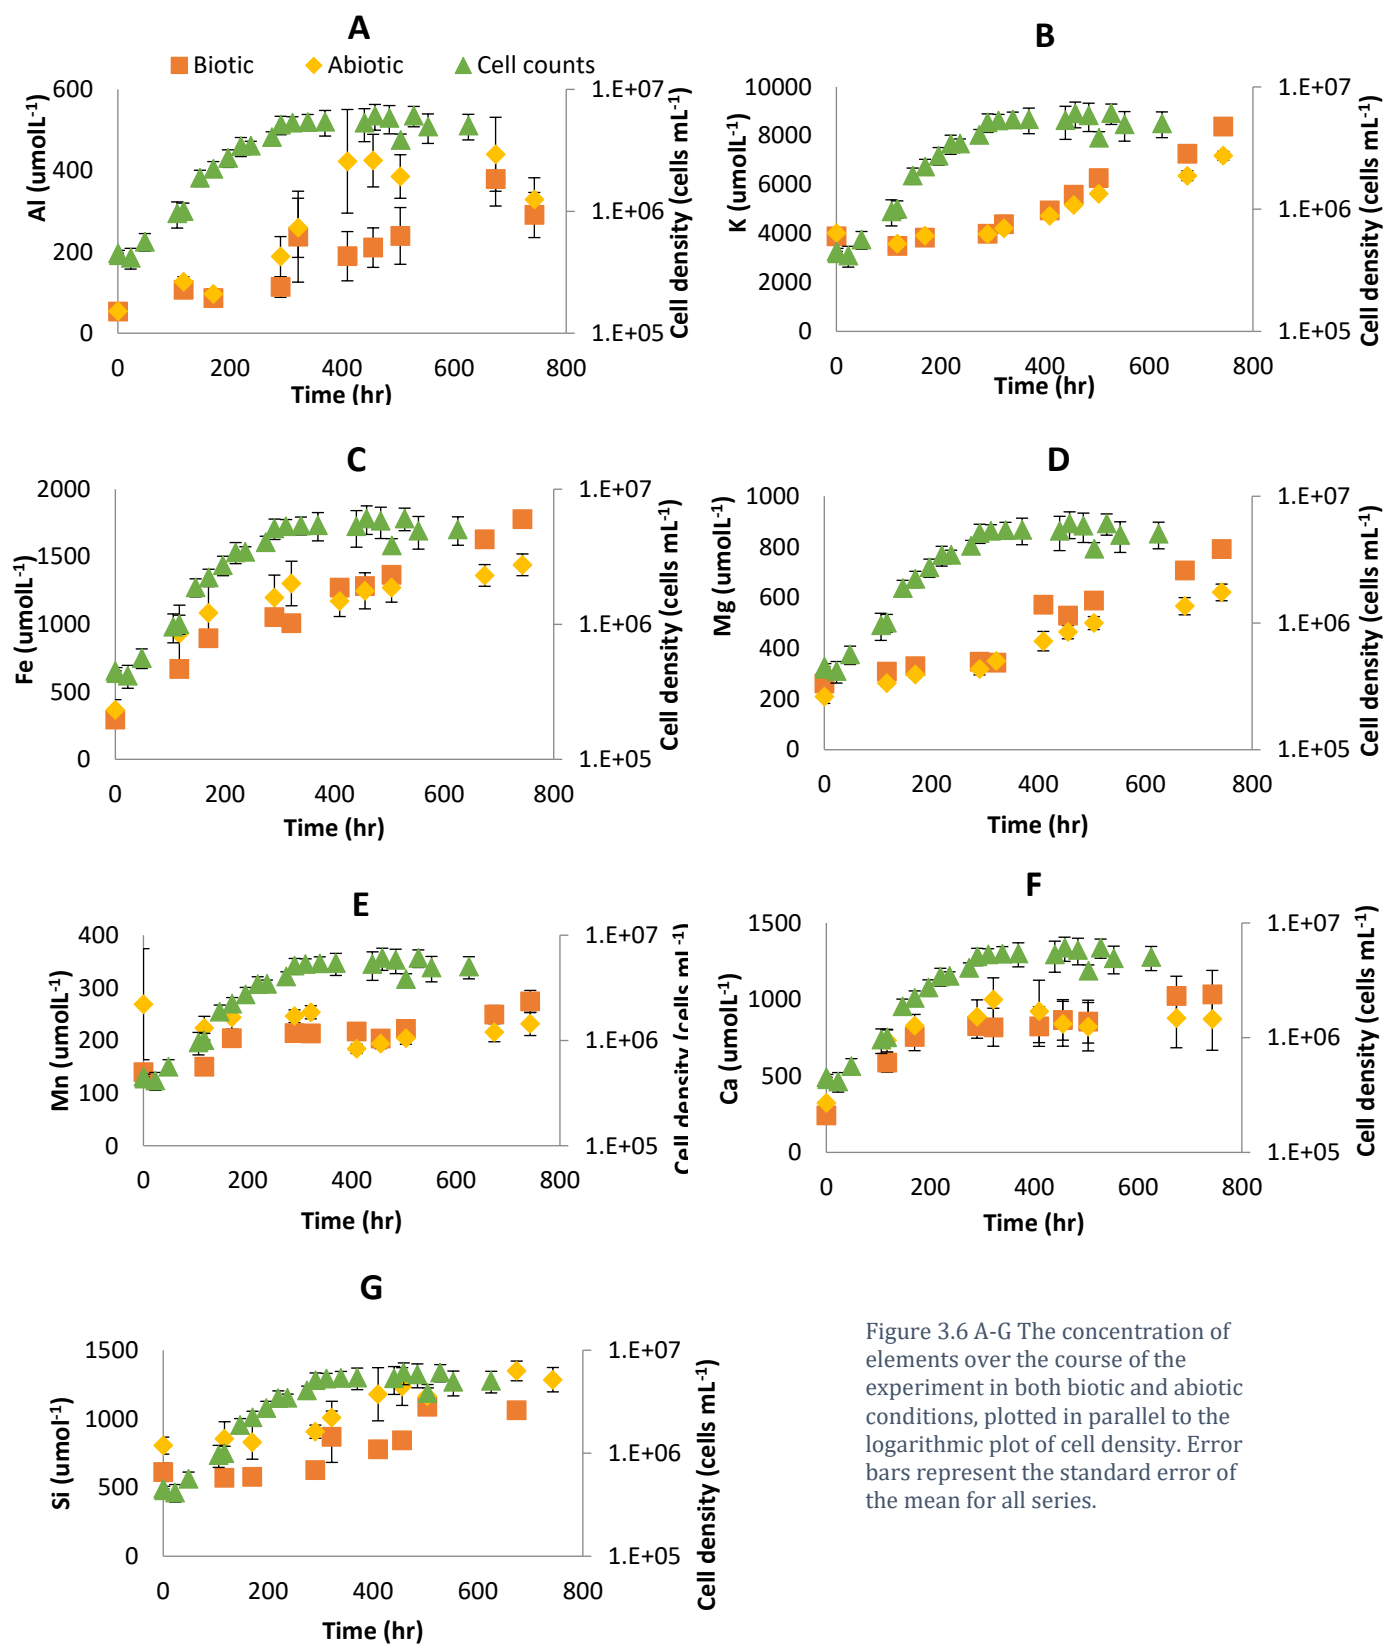 A
Biotic Abiotic Cell counts
Al (umolL-1)
600
400
200
0
1.E+07
1.E+06
1.E+05
Cell density (cells mL-1)
0 200 400 600 800
Time (hr)
B
K (umolL-1)
10000
8000
6000
4000
2000
0
1.E+07
1.E+06
1.E+05
Cell density (cells mL-1)
0 200 400 600 800
Time (hr)
C
Fe (umolL-1)
2000
1500
1000
500
0
1.E+07
1.E+06
1.E+05
Cell density (cells mL-1)
0 200 400 600 800
Time (hr)
D
Mg (umolL-1)
1000
800
600
400
200
0
1.E+07
1.E+06
1.E+05
Cell density (cells mL-1)
0 200 400 600 800
Time (hr)
E
Mn (umolL-1)
400
300
200
100
0
1.E+07
1.E+06
1.E+05
Cell density (cells mL-1)
0 200 400 600 800
Time (hr)
F
Ca (umolL-1)
1500
1000
500
0
1.E+07
1.E+06
1.E+05
Cell density (cells mL-1)
0 200 400 600 800
Time (hr)
G
Si (umol-1)
1500
1000
500
0
1.E+07
1.E+06
1.E+05
Cell density (cells mL-1)
0 200 400 600 800
Time (hr)
Figure 3.6 A-G The concentration of
elements over the course of the
experiment in both biotic and abiotic
conditions, plotted in parallel to the
logarithmic plot of cell density. Error
bars represent the standard error of
the mean for all series.